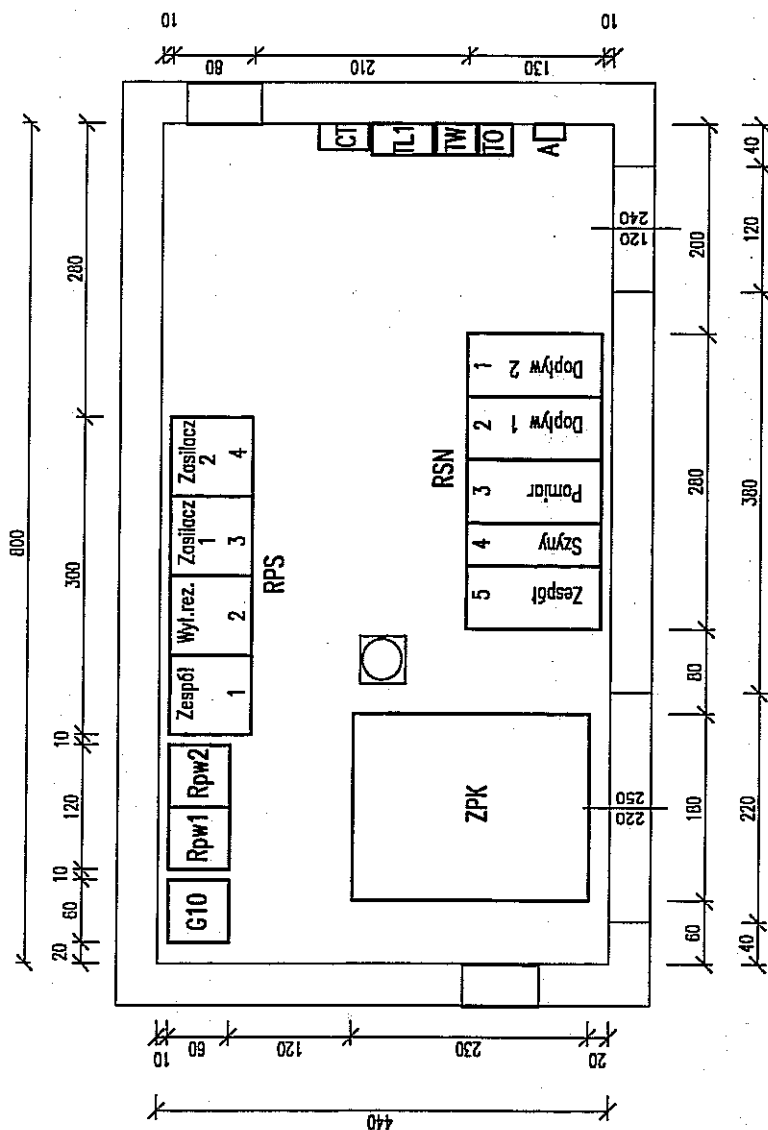 10
80
210
130
10
800
280
300
10
120
10
60
20
CT
TL1
TW
TO
A
240
120
200
40
120
Zasilacz
2
4
Zasilacz
1
3
Wył.rez.
2
Zespół
1
RPS
RSN
1
Dopływ 2
2
Dopływ 1
3
Pomiar
4
Szyny
5
Zespół
280
380
80
Rpw2
Rpw1
G10
ZPK
250
220
180
220
60
40
10
60
120
230
20
440